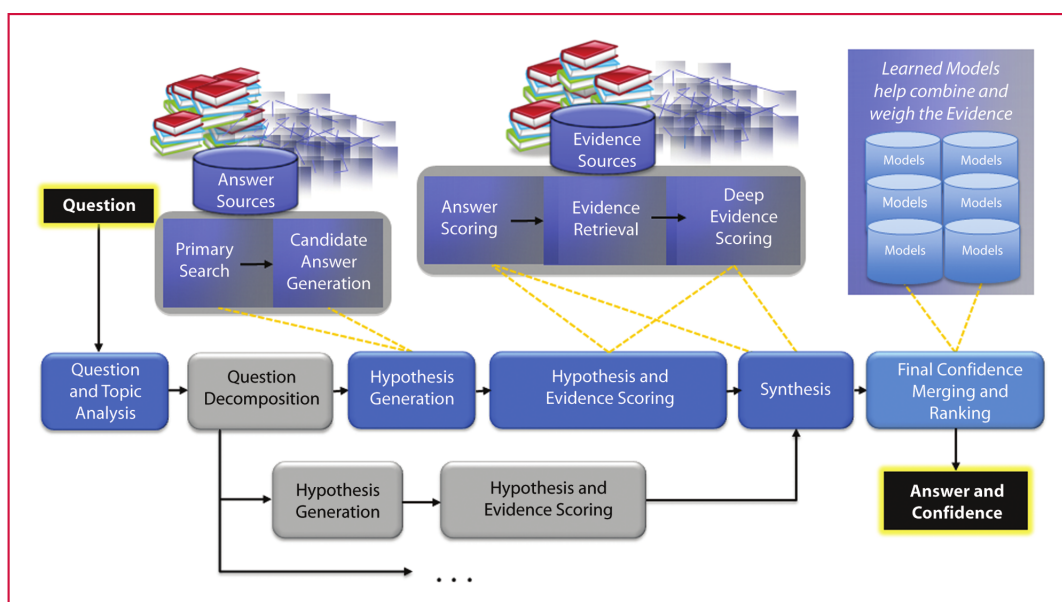 Learned Models
help combine and
weigh the Evidence
Models
Models
Models
Models
Models
Models
Answer
Sources
Evidence
Sources
Question
Primary
Search
Candidate
Answer
Generation
Answer
Scoring
Evidence
Retrieval
Deep
Evidence
Scoring
Question
and Topic
Analysis
Question
Decomposition
Hypothesis
Generation
Hypothesis and
Evidence Scoring
Synthesis
Final Confidence
Merging and
Ranking
Hypothesis
Generation
Hypothesis and
Evidence Scoring
Answer and
Confidence
. . .